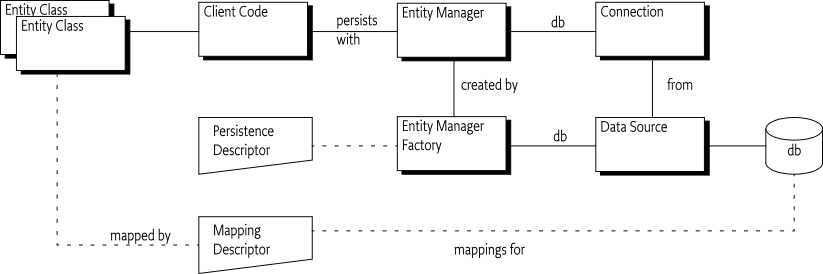 Entity Class
Entity Class
Client Code
persists
with
Entity Manager
db
Connection
created by
from
Persistence
Descriptor
Entity Manager
Factory
db
Data Source
db
mapped by
Mapping
Descriptor
mappings for